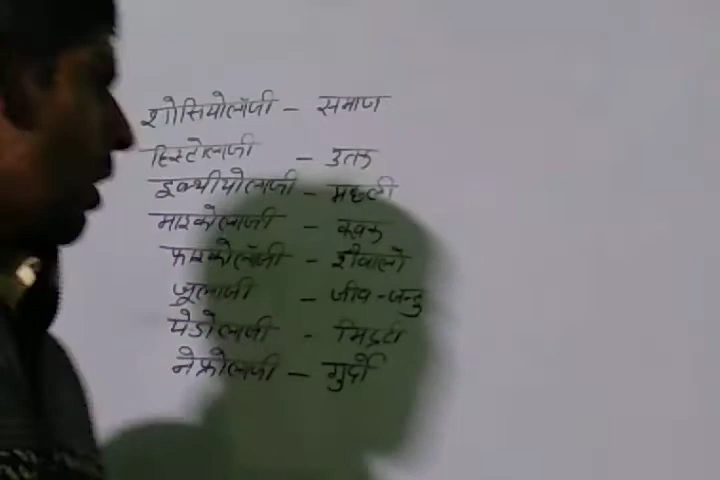 शोसियोलॉजी - समाज
हिस्टोलाजी - उतक
इक्थीयोलाजी - मछली
माइकोलाजी - कवक
फाइकोलॉजी - शैवालों
जूलाजी - जीव-जन्तु
पेडोलाजी - मिट्टी
नेफ्रोलाजी - गुर्दो